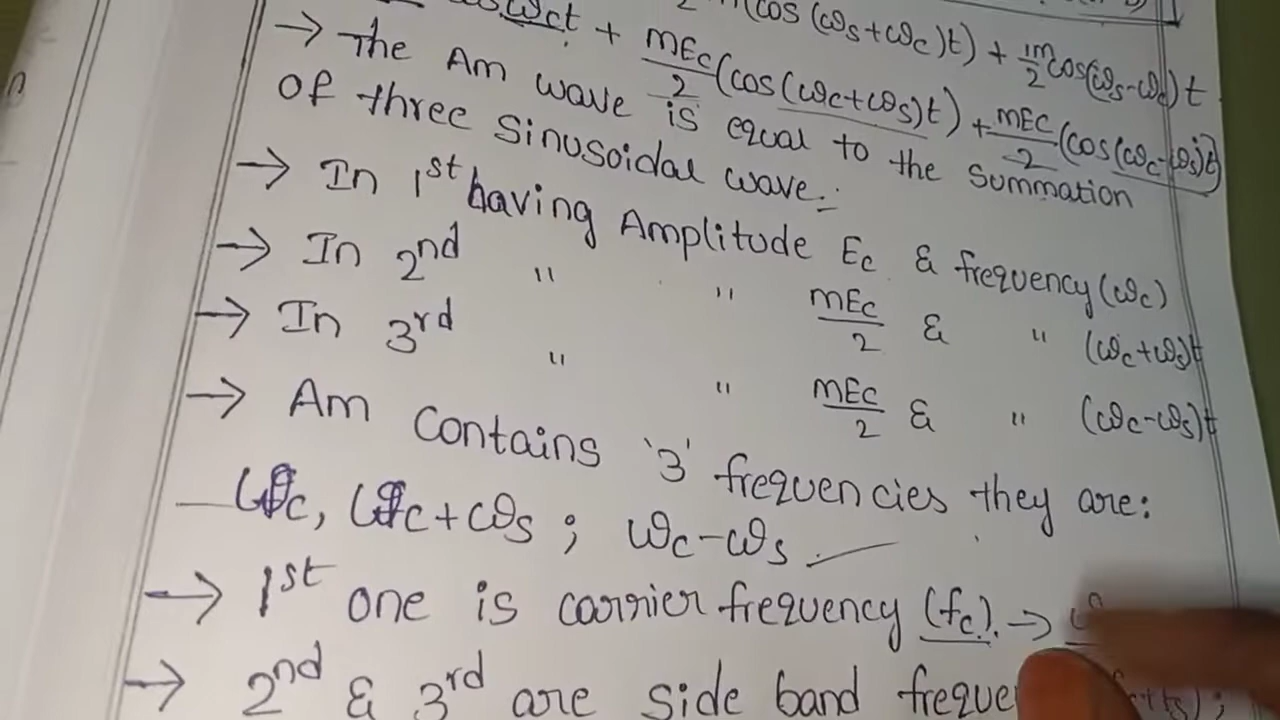 (cos(ωs+ωc)t) + m/2 cos(ωs-ωc)t
cosωct + mEc/2 (cos(ωc+ωs)t) + mEc/2 (cos(ωc-ωs)t)
→ The Am wave is equal to the Summation
of three Sinusoidal wave:-
→ In 1st having Amplitude Ec & frequency (ωc)
→ In 2nd " " mEc/2 & " (ωc+ωs)t
→ In 3rd " " mEc/2 & " (ωc-ωs)t
→ Am Contains '3' frequencies they are:
ωc, ωc+ωs ; ωc-ωs
→ 1st one is carrier frequency (fc). →
→ 2nd & 3rd are side band